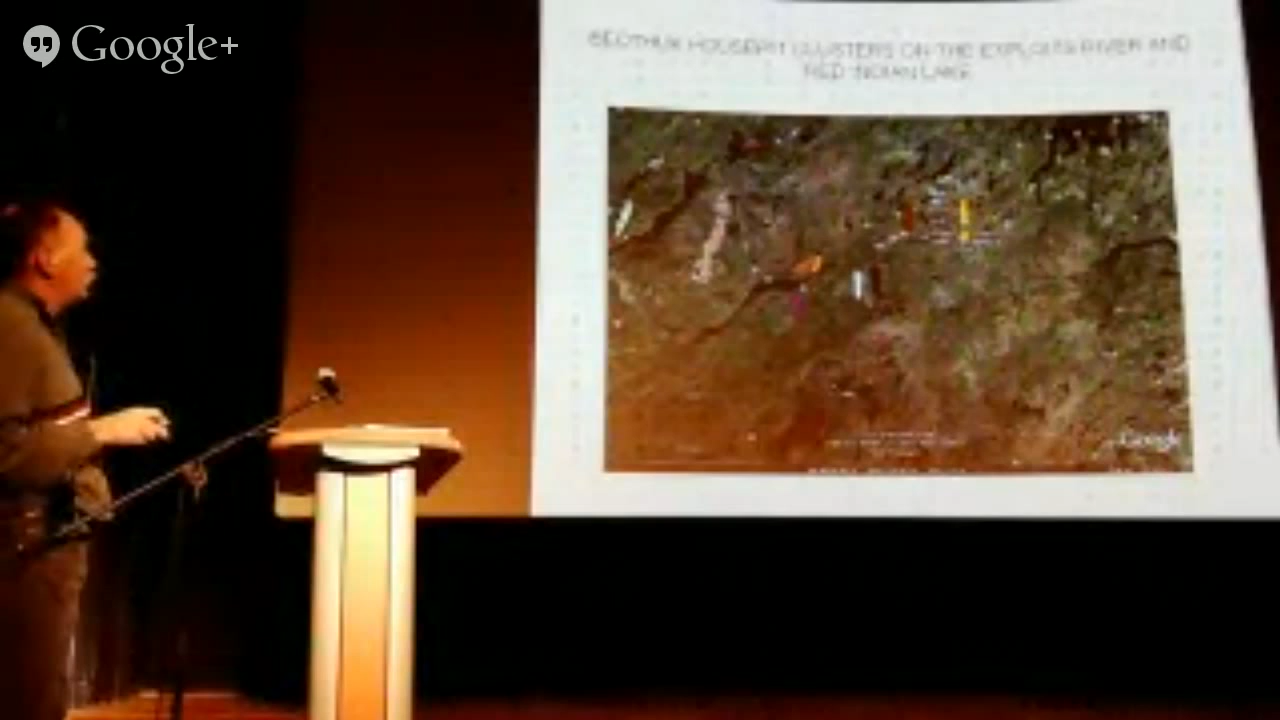 Google+
BEOTHUK HOUSEPIT CLUSTERS ON THE EXPLOITS RIVER AND
RED INDIAN LAKE
Google